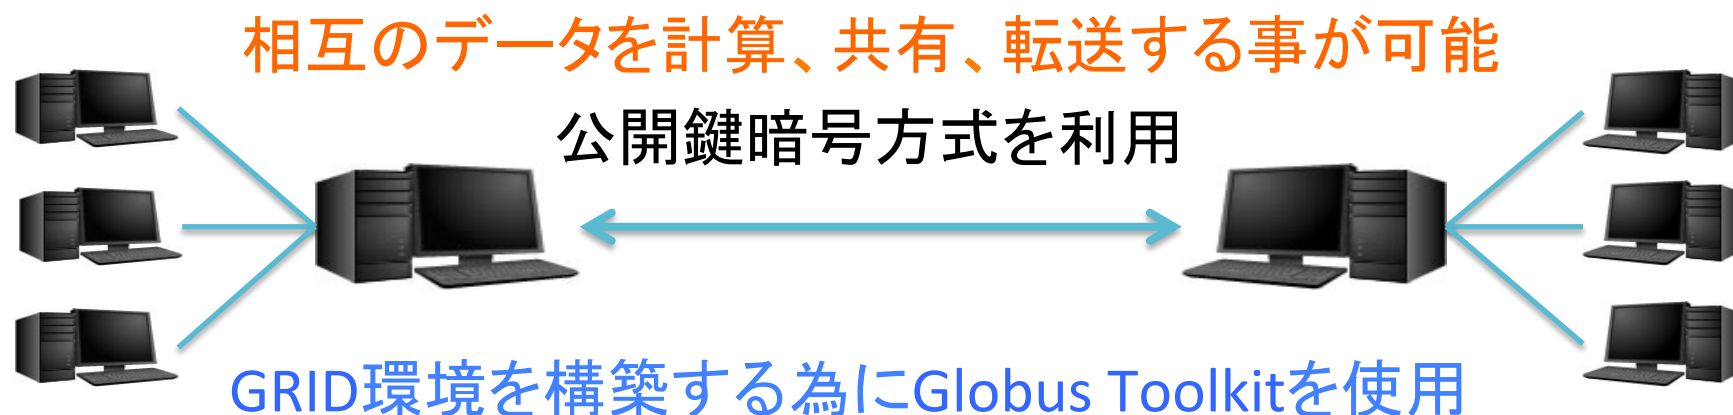 相互のデータを計算、共有、転送する事が可能
公開鍵暗号方式を利用
GRID環境を構築する為にGlobus Toolkitを使用